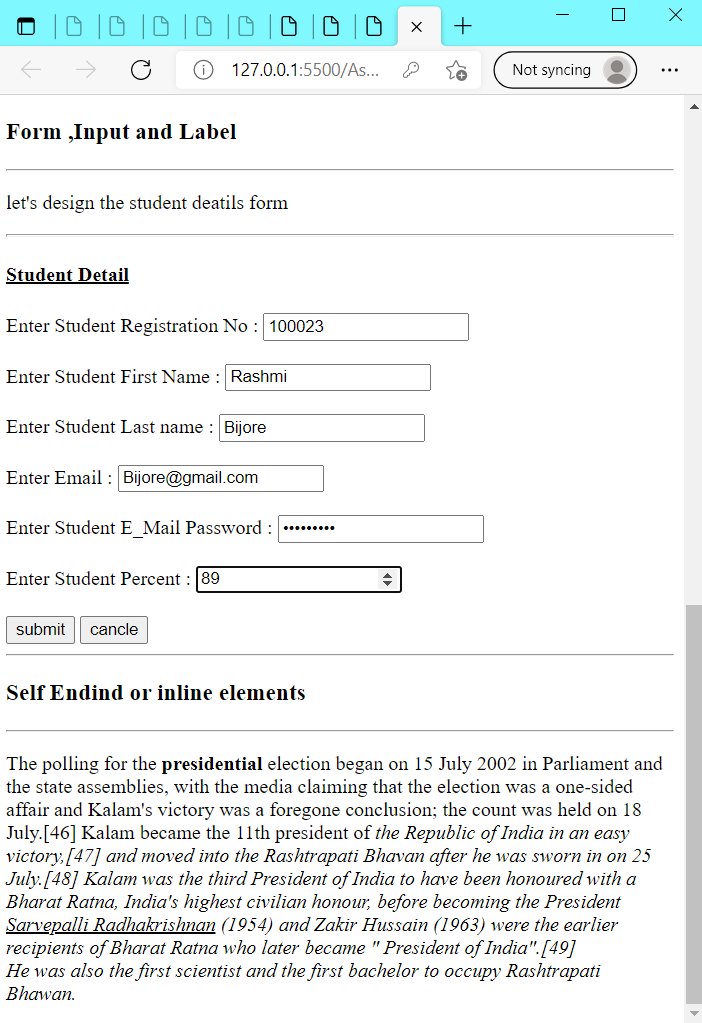 127.0.0.1:5500/As...
Not syncing
Form ,Input and Label
let's design the student deatils form
Student Detail
Enter Student Registration No : 100023
Enter Student First Name : Rashmi
Enter Student Last name : Bijore
Enter Email : Bijore@gmail.com
Enter Student E_Mail Password : •••••••••
Enter Student Percent : 89
submit cancle
Self Endind or inline elements
The polling for the presidential election began on 15 July 2002 in Parliament and
the state assemblies, with the media claiming that the election was a one-sided
affair and Kalam's victory was a foregone conclusion; the count was held on 18
July.[46] Kalam became the 11th president of the Republic of India in an easy
victory,[47] and moved into the Rashtrapati Bhavan after he was sworn in on 25
July.[48] Kalam was the third President of India to have been honoured with a
Bharat Ratna, India's highest civilian honour, before becoming the President
Sarvepalli Radhakrishnan (1954) and Zakir Hussain (1963) were the earlier
recipients of Bharat Ratna who later became " President of India".[49]
He was also the first scientist and the first bachelor to occupy Rashtrapati
Bhawan.